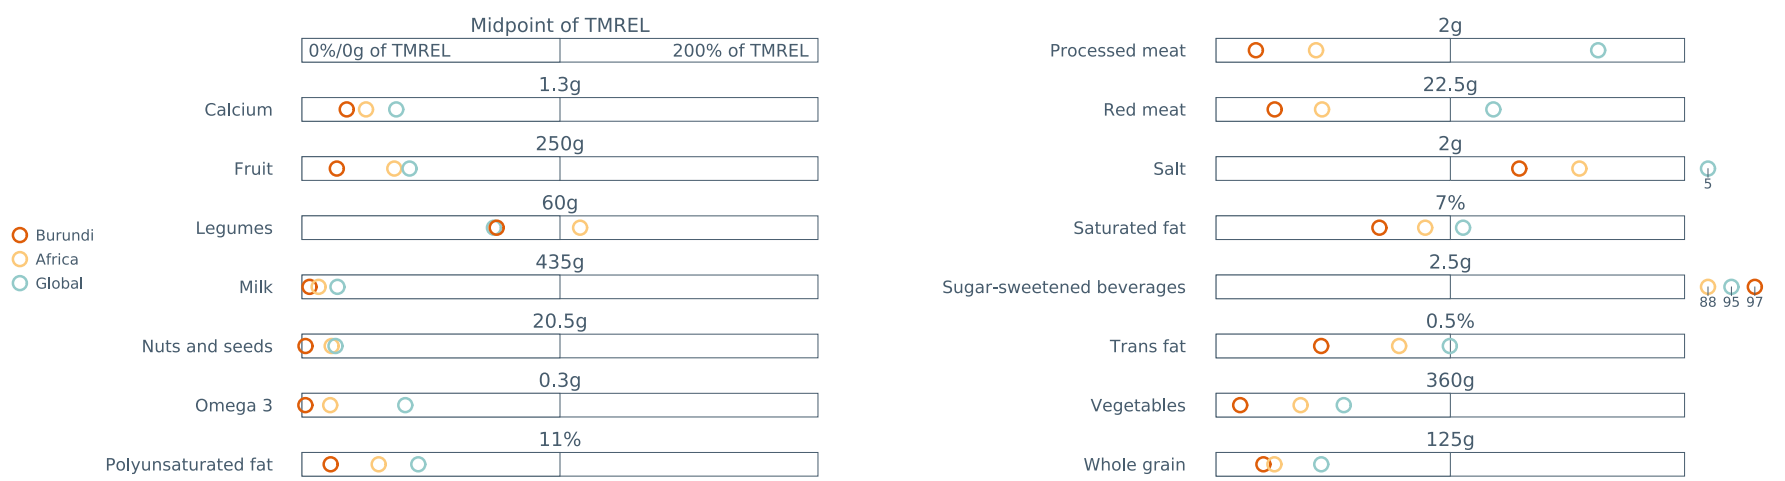 Midpoint of TMREL
0%/0g of TMREL 200% of TMREL
1.3g
Calcium
250g
Fruit
60g
Legumes
435g
Milk
20.5g
Nuts and seeds
0.3g
Omega 3
11%
Polyunsaturated fat
Burundi
Africa
Global
2g
Processed meat
22.5g
Red meat
2g
Salt
5
7%
Saturated fat
2.5g
Sugar-sweetened beverages
88 95 97
0.5%
Trans fat
360g
Vegetables
125g
Whole grain